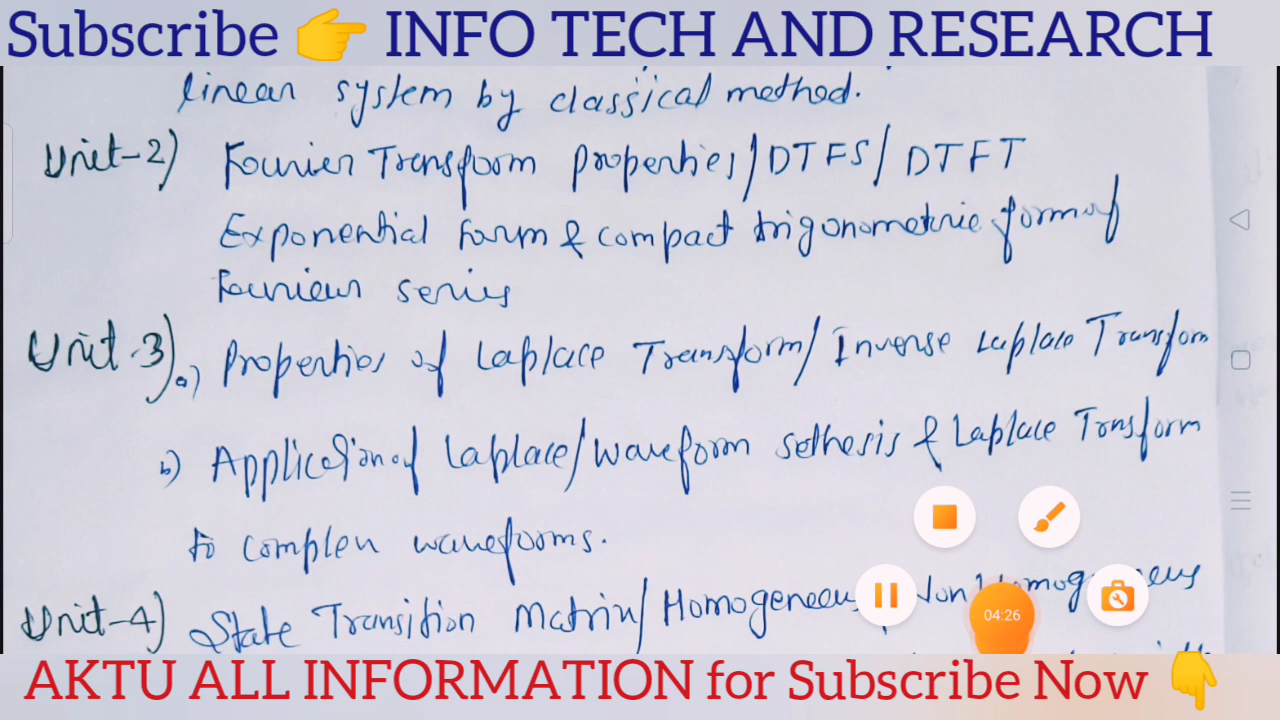 Subscribe 👉 INFO TECH AND RESEARCH
linear system by classical method.
Unit-2) Fourier Transform properties/DTFS/DTFT
Exponential form & compact trigonometric form of
Fourieur series
Unit-3) a) Properties of Laplace Transform/Inverse Laplace Transform
b) Application of Laplace/waveform sethesis & Laplace Transform
to complex waveforms.
Unit-4) State Transition Matrix/Homogeneous
04:26
AKTU ALL INFORMATION for Subscribe Now 👇